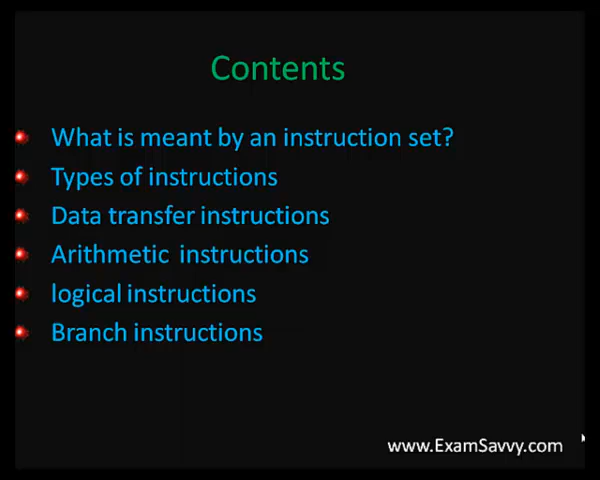 Contents
What is meant by an instruction set?
Types of instructions
Data transfer instructions
Arithmetic instructions
logical instructions
Branch instructions
www.ExamSavvy.com